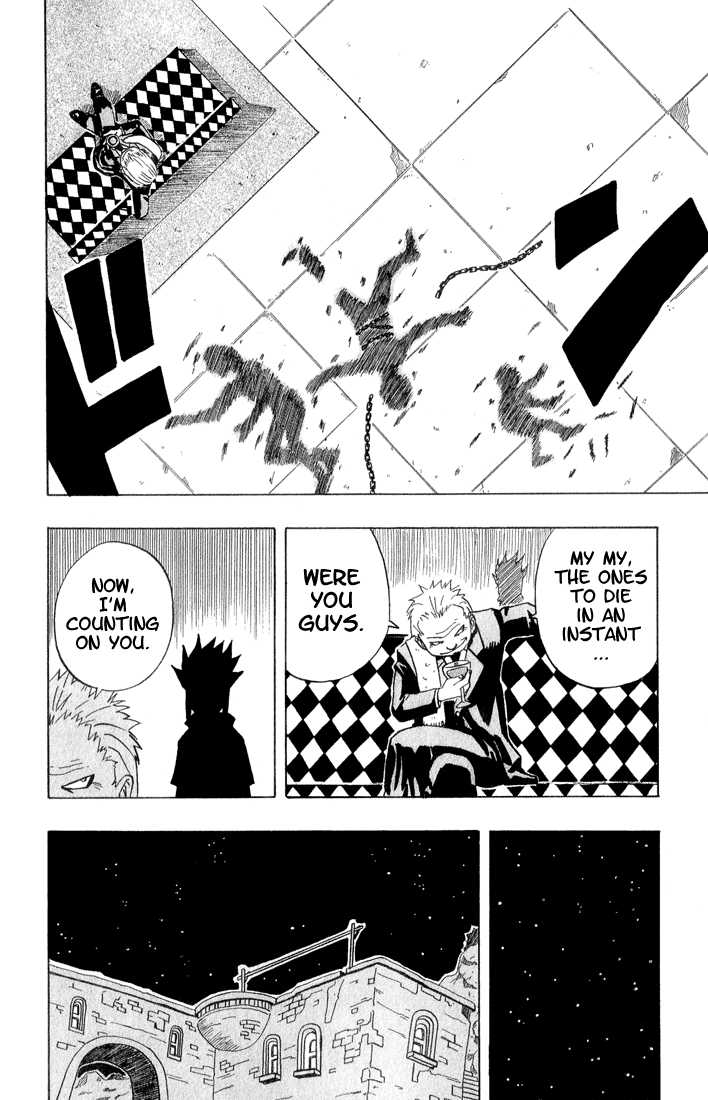 MY MY,
THE ONES
TO DIE
IN AN
INSTANT
...
WERE
YOU
GUYS.
NOW,
I'M
COUNTING
ON YOU.